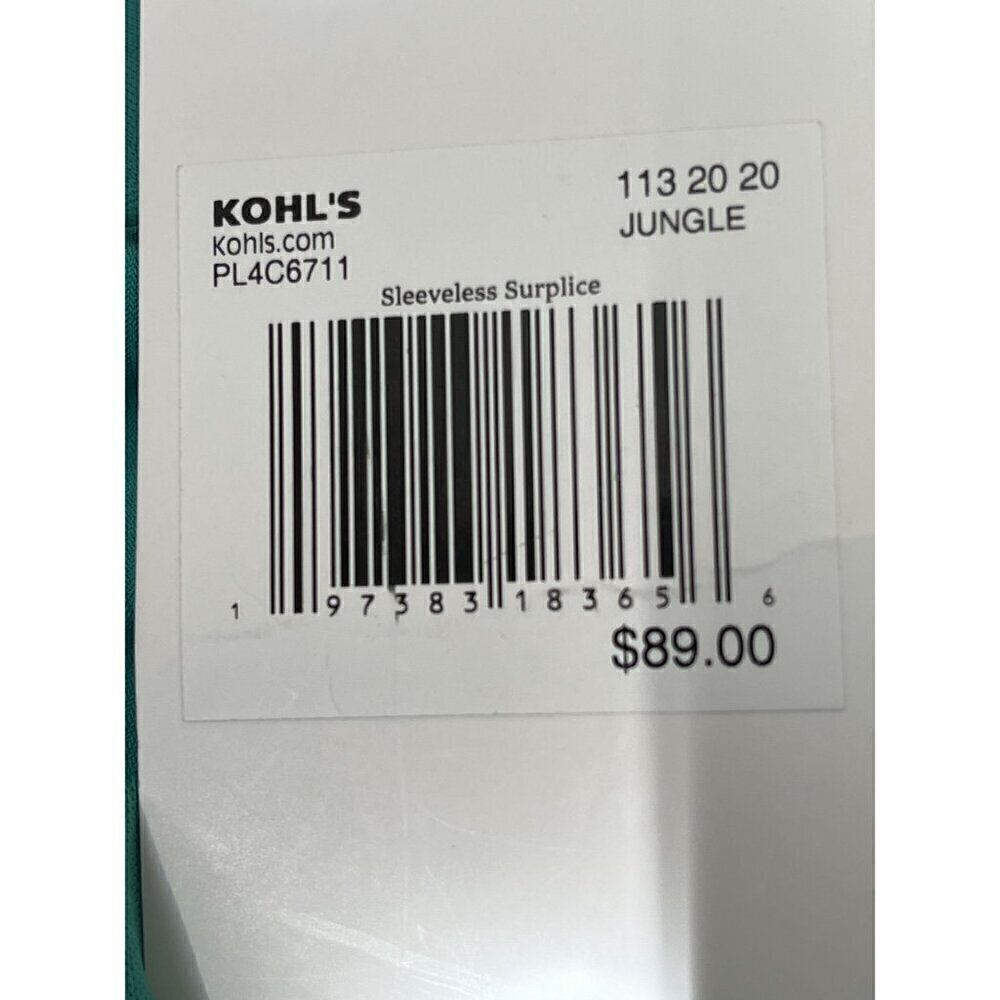 KOHL'S
Kohls.com
PL4C6711
113 20 20
JUNGLE
Sleeveless Surplice
1 97383 18365 6
$89.00